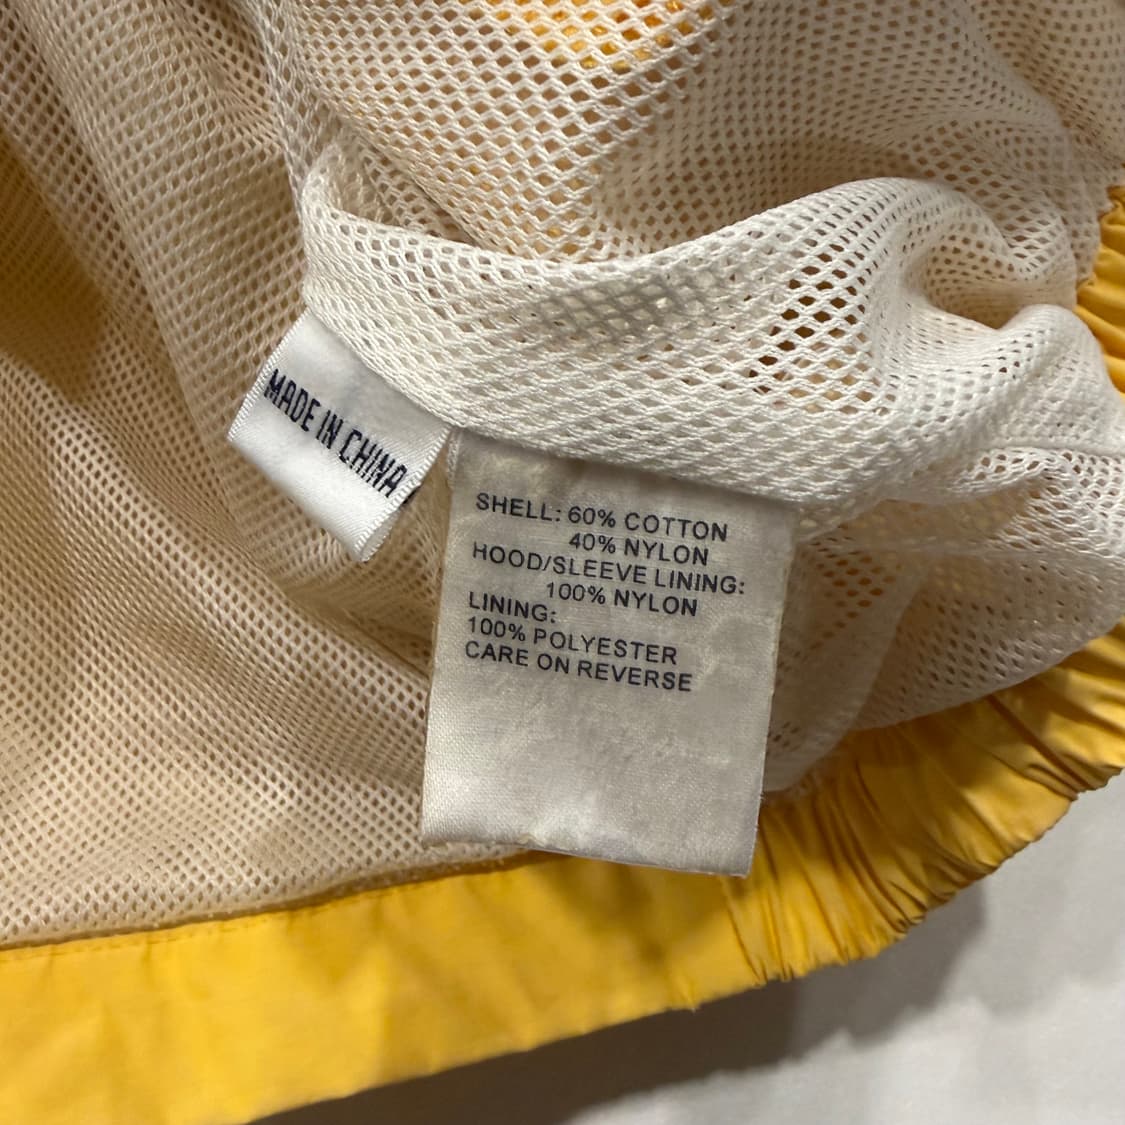 MADE IN CHINA
SHELL: 60% COTTON
40% NYLON
HOOD/SLEEVE LINING:
100% NYLON
LINING:
100% POLYESTER
CARE ON REVERSE